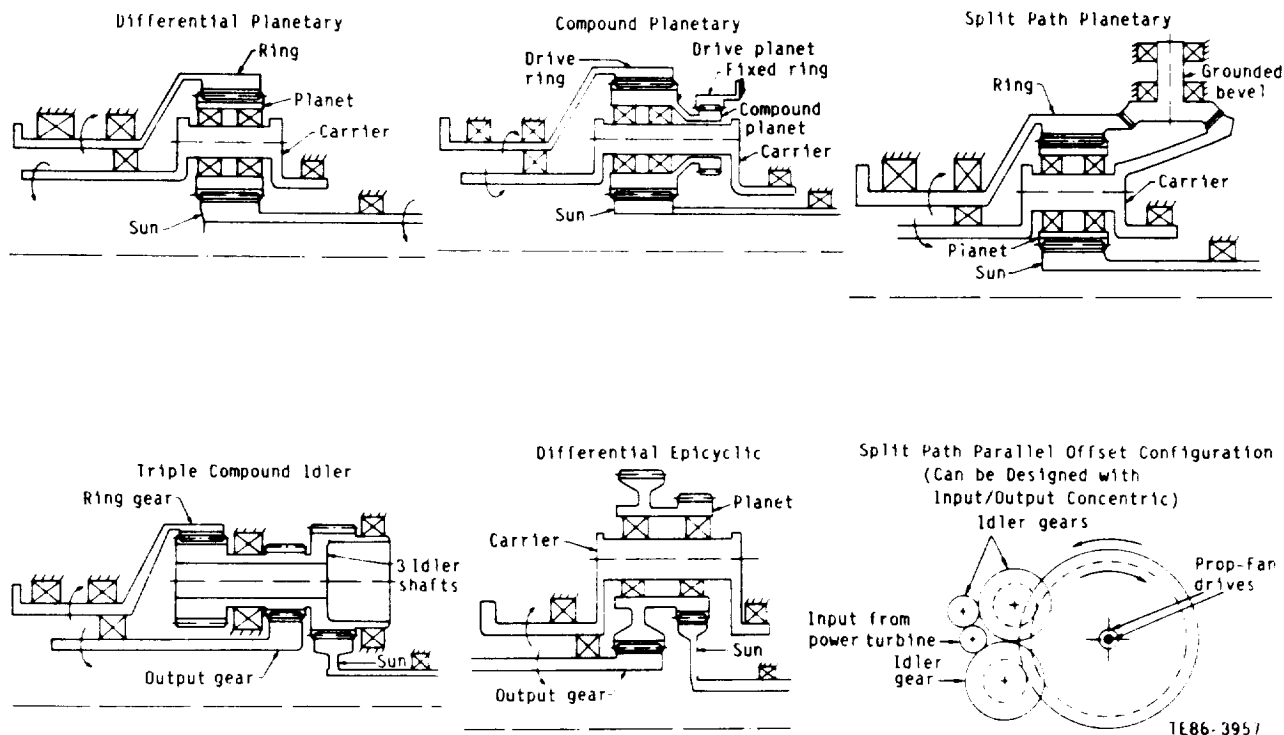 Differential Planetary
Ring
Planet
Carrier
Sun
Compound Planetary
Drive planet
Drive
ring
Fixed ring
Compound
planet
Carrier
Sun
Split Path Planetary
Grounded
bevel
Ring
Carrier
Planet
Sun
Triple Compound Idler
Ring gear
3 Idler
shafts
Sun
Output gear
Differential Epicyclic
Planet
Carrier
Sun
Output gear
Split Path Parallel Offset Configuration
(Can be Designed with
Input/Output Concentric)
Idler gears
Prop-fan
drives
Input from
power turbine
Idler
gear
TE86-3957